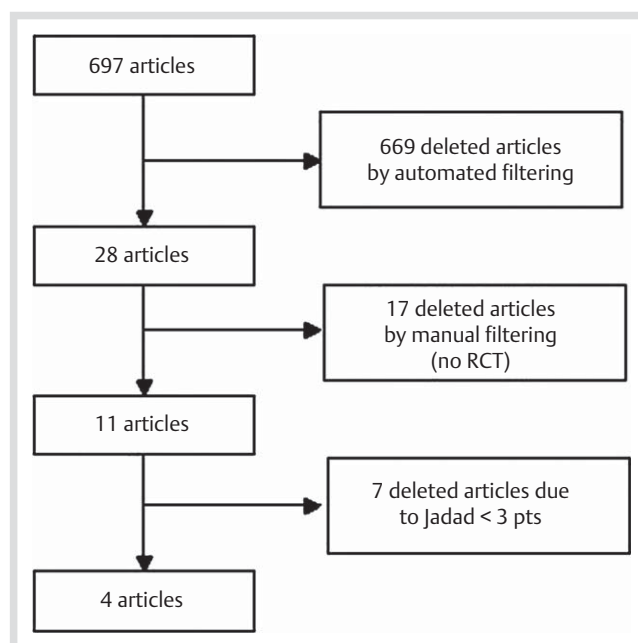 697 articles
669 deleted articles
by automated filtering
28 articles
17 deleted articles
by manual filtering
(no RCT)
11 articles
7 deleted articles due
to Jadad < 3 pts
4 articles